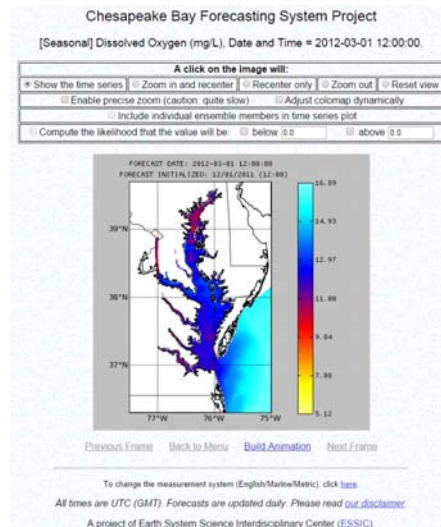 Chesapeake Bay Forecasting System Project
[Seasonal] Dissolved Oxygen (mg/L), Date and Time = 2012-03-01 12:00:00.
A click on the image will:
Show the time series Zoom in and recenter Recenter only Zoom out Reset view
Enable precise zoom (caution: quite slow) Adjust colomap dynamically
Include individual ensemble members in time series plot
Compute the likelihood that the value will be: below 0.0 above 0.0
FORECAST DATE: 2012-03-01 12:00:00
FORECAST INITIALIZED: 12/01/2011 (12:00)
16.89
14.93
12.97
11.00
9.04
7.08
5.12
39°N
38°N
37°N
77°W 76°W 75°W
Previous Frame Back to Menu Build Animation Next Frame
To change the measurement system (English/Marine/Metric), click here.
All times are UTC (GMT). Forecasts are updated daily. Please read our disclaimer.
A project of Earth System Science Interdisciplinary Center (ESSIC)